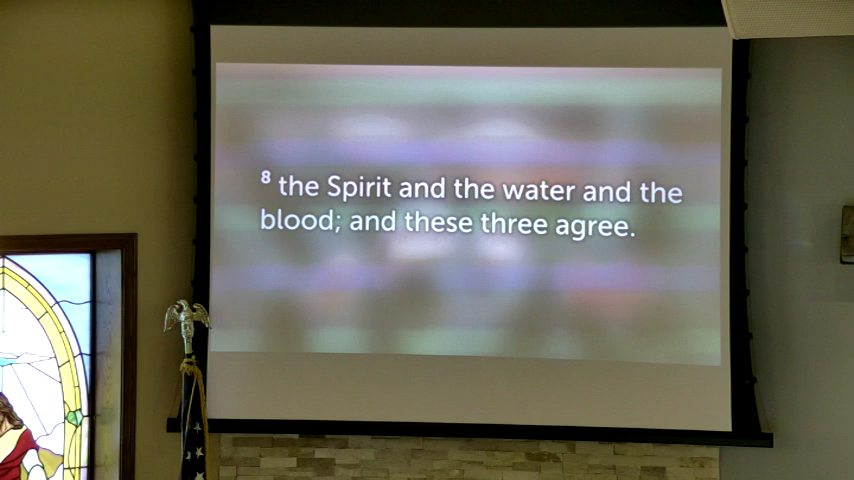 8 the Spirit and the water and the
blood; and these three agree.